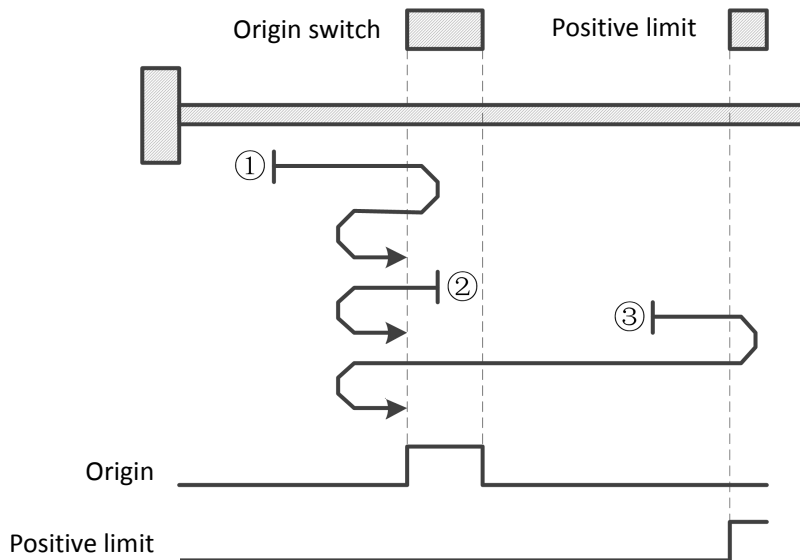 Origin switch
Positive limit
①
②
③
Origin
Positive limit